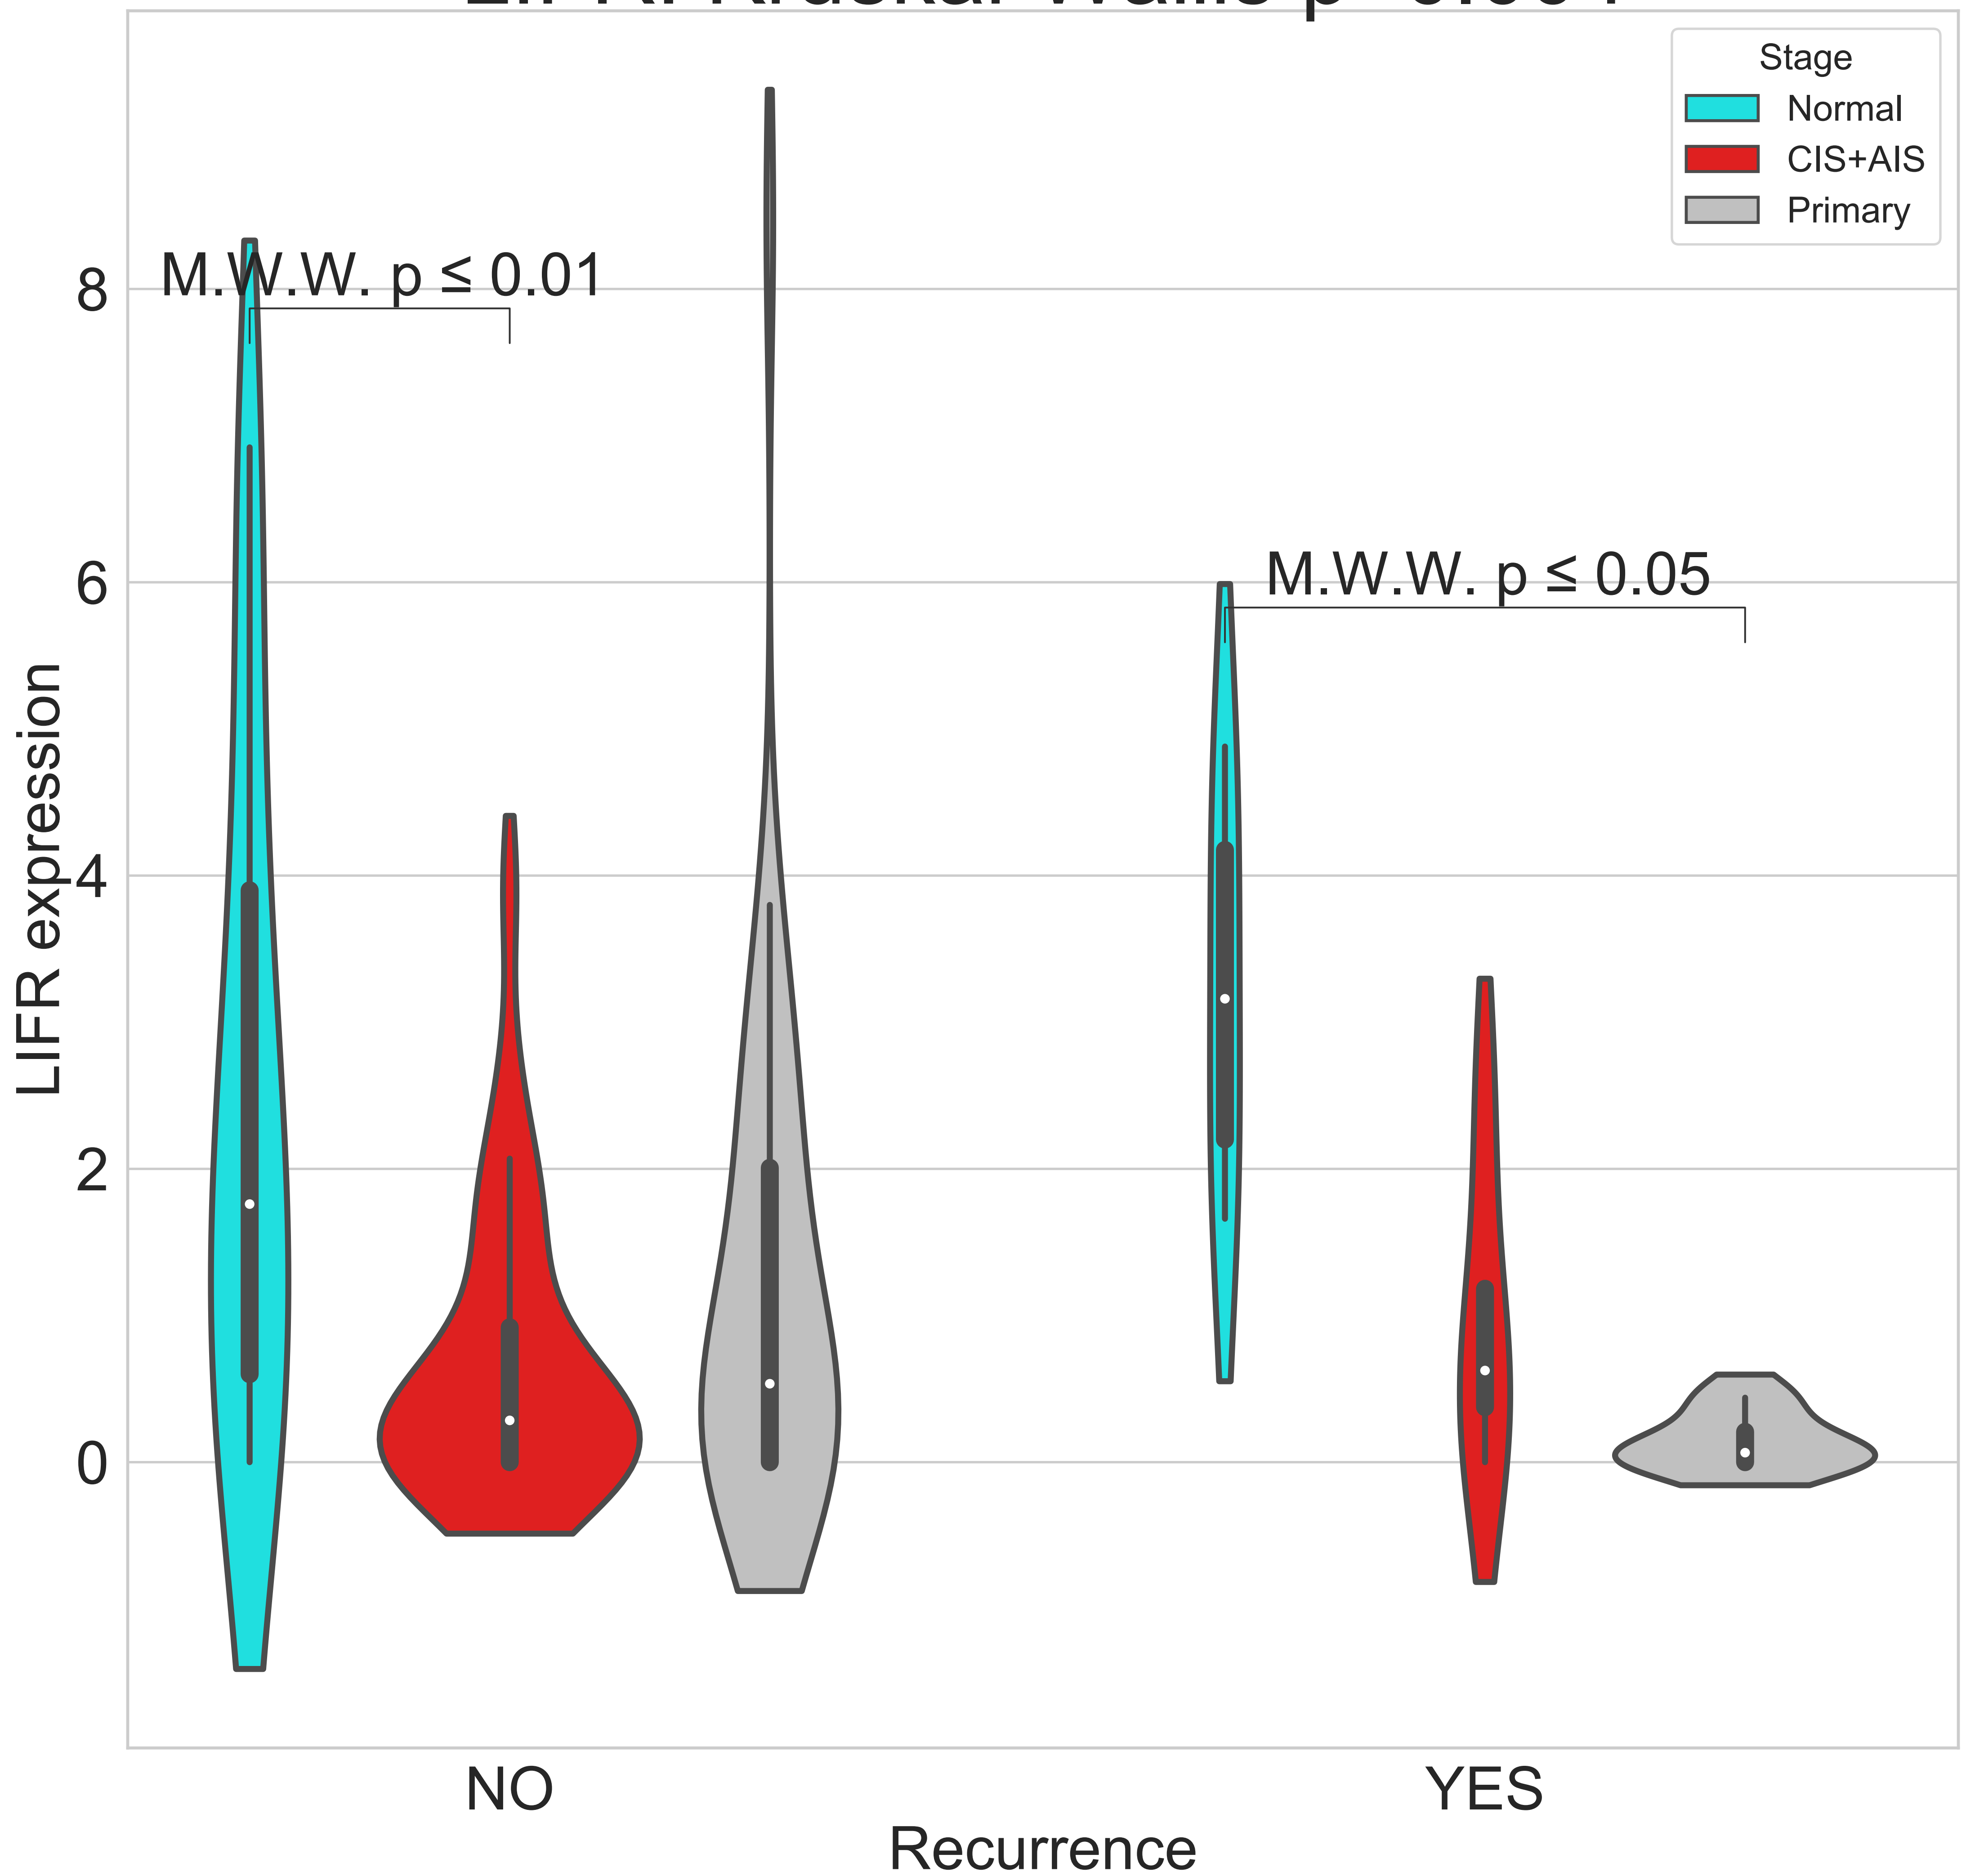 Stage
Normal
CIS+AIS
Primary
M.W.W. p ≤ 0.01
M.W.W. p ≤ 0.05
8
6
4
2
0
LIFR expression
NO
YES
Recurrence